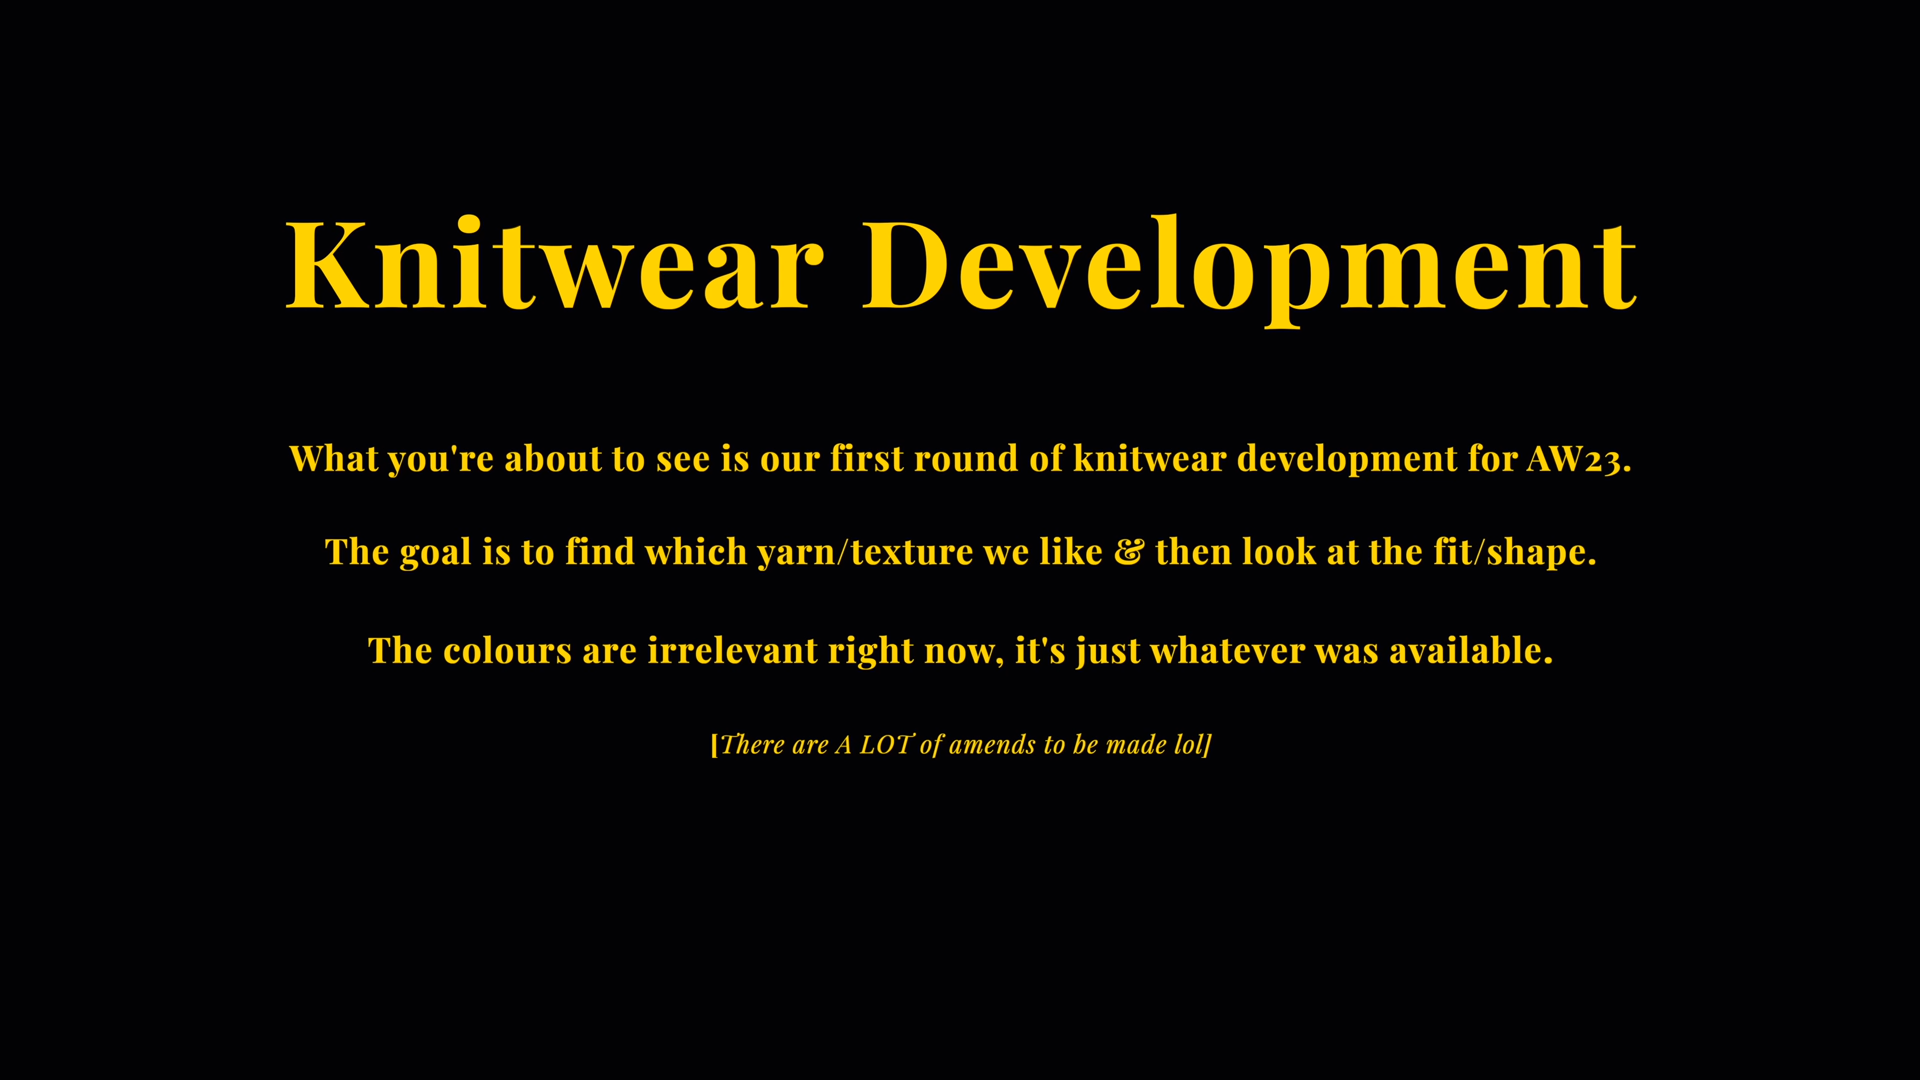 Knitwear Development
What you're about to see is our first round of knitwear development for AW23.
The goal is to find which yarn/texture we like & then look at the fit/shape.
The colours are irrelevant right now, it's just whatever was available.
[There are A LOT of amends to be made lol]